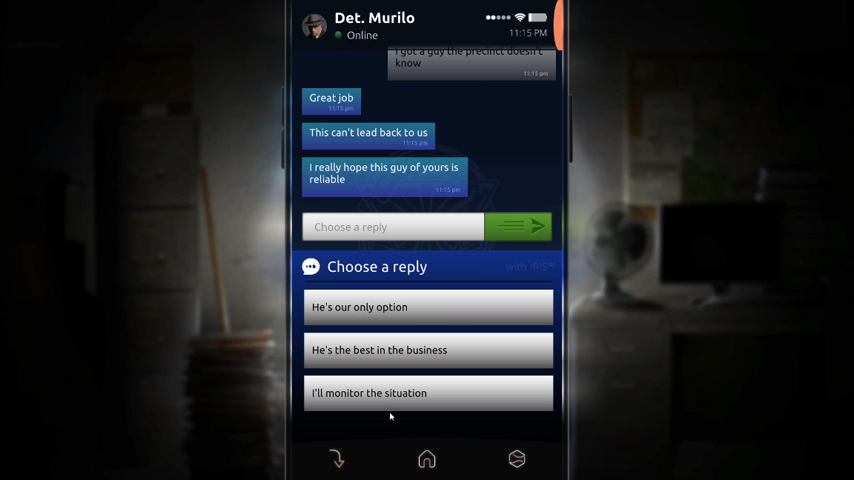 Det. Murilo
Online
11:15 PM
I got a guy the precinct doesn't
know
11:15 pm
Great job
11:15 pm
This can't lead back to us
11:15 pm
I really hope this guy of yours is
reliable
11:15 pm
Choose a reply
Choose a reply
with IRIS
He's our only option
He's the best in the business
I'll monitor the situation